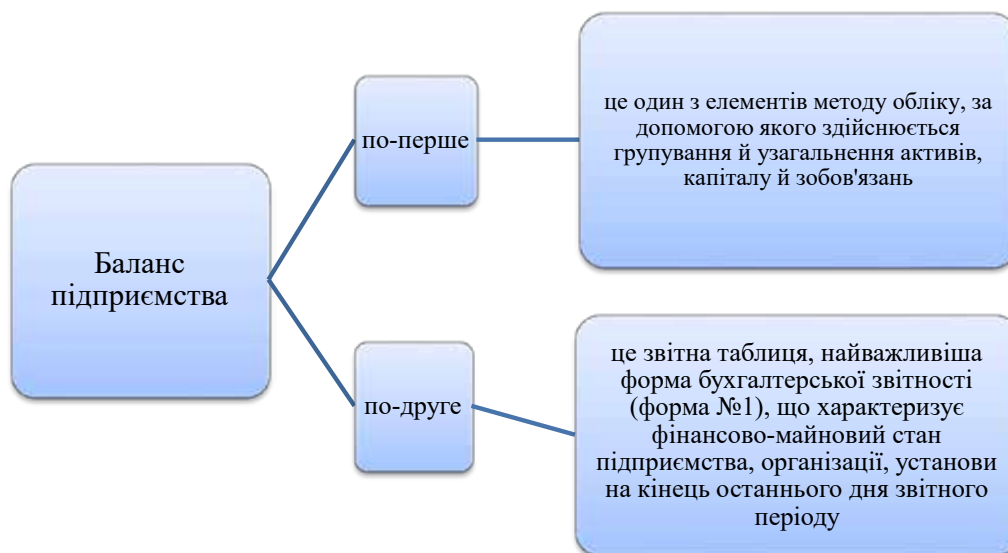 Баланс
підприємства
по-перше
це один з елементів методу обліку, за
допомогою якого здійснюється
групування й узагальнення активів,
капіталу й зобов'язань
по-друге
це звітна таблиця, найважливіша
форма бухгалтерської звітності
(форма №1), що характеризує
фінансово-майновий стан
підприємства, організації, установи
на кінець останнього дня звітного
періоду